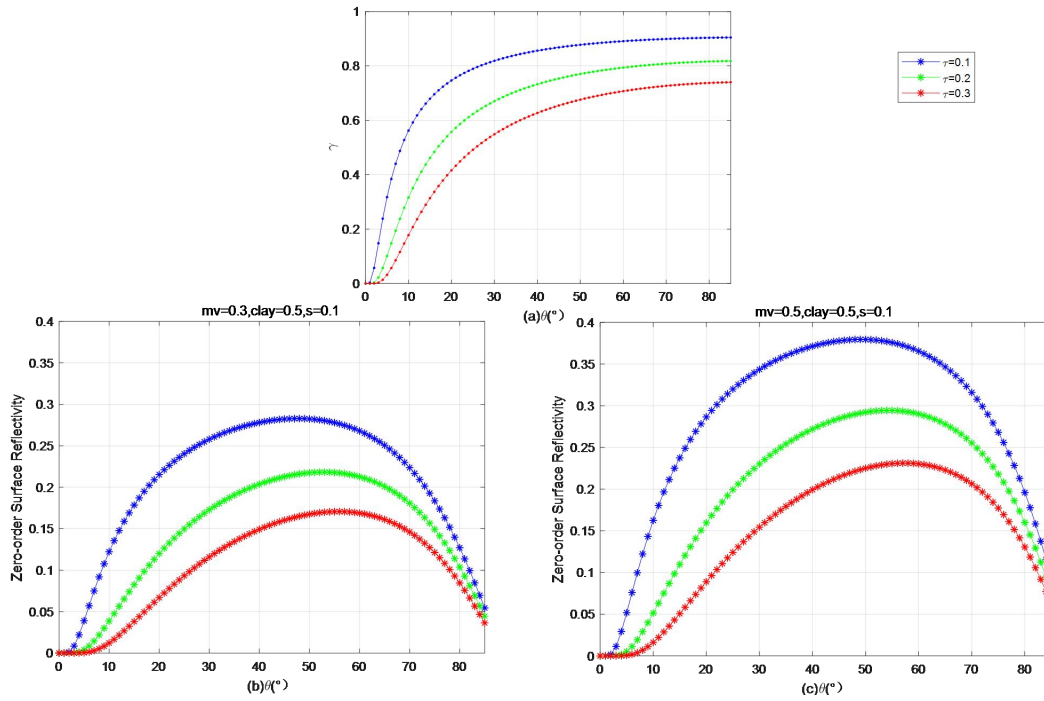 1
0.8
0.6
0.4
0.2
0
γ
0 10 20 30 40 50 60 70 80
(a)θ(°)
τ=0.1
τ=0.2
τ=0.3
mv=0.3,clay=0.5,s=0.1
0.4
0.35
0.3
0.25
0.2
0.15
0.1
0.05
0
Zero-order Surface Reflectivity
0 10 20 30 40 50 60 70 80
(b)θ(°)
mv=0.5,clay=0.5,s=0.1
0.4
0.35
0.3
0.25
0.2
0.15
0.1
0.05
0
Zero-order Surface Reflectivity
0 10 20 30 40 50 60 70 80
(c)θ(°)